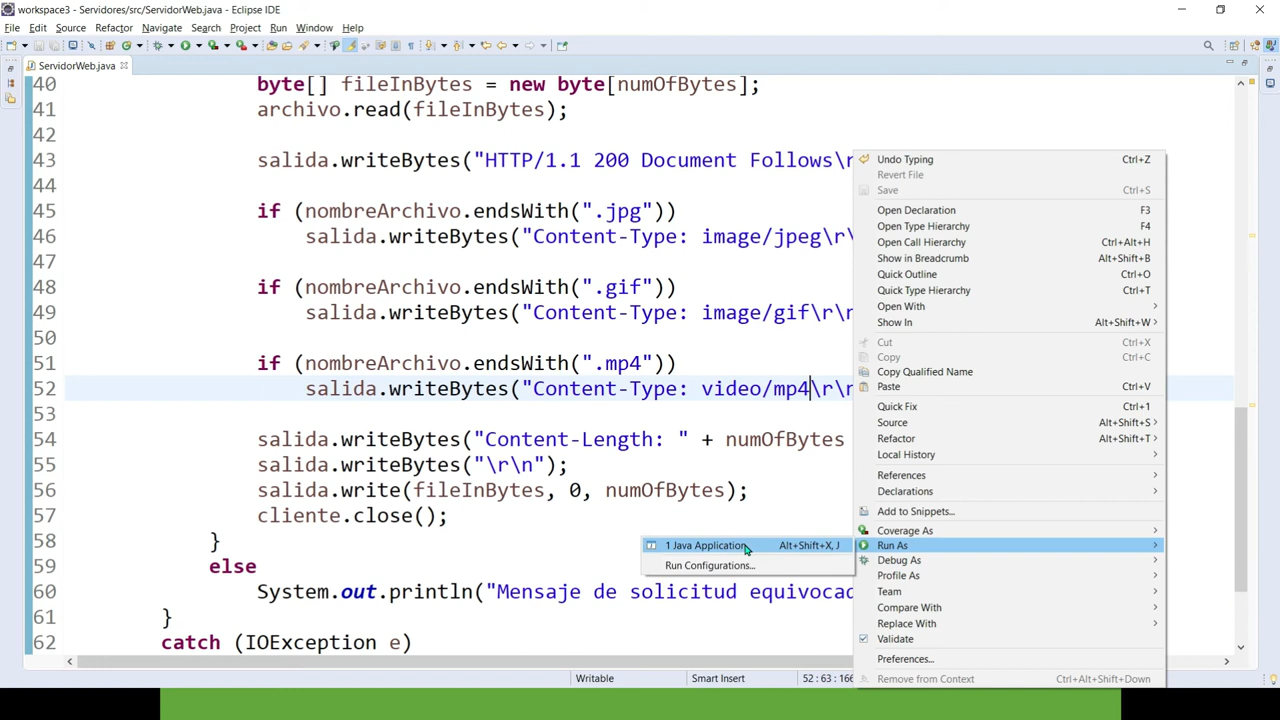 workspace3 - Servidores/src/ServidorWeb.java - Eclipse IDE
File Edit Source Refactor Navigate Search Project Run Window Help
ServidorWeb.java
40 byte[] fileInBytes = new byte[numOfBytes];
41 archivo.read(fileInBytes);
42
43 salida.writeBytes("HTTP/1.1 200 Document Follows\r
44
45 if (nombreArchivo.endsWith(".jpg"))
46 salida.writeBytes("Content-Type: image/jpeg\r\
47
48 if (nombreArchivo.endsWith(".gif"))
49 salida.writeBytes("Content-Type: image/gif\r\n
50
51 if (nombreArchivo.endsWith(".mp4"))
52 salida.writeBytes("Content-Type: video/mp4\r\n
53
54 salida.writeBytes("Content-Length: " + numOfBytes
55 salida.writeBytes("\r\n");
56 salida.write(fileInBytes, 0, numOfBytes);
57 cliente.close();
58 }
59 else
60 System.out.println("Mensaje de solicitud equivocad
61 }
62 catch (IOException e)
Undo Typing Ctrl+Z
Revert File
Save Ctrl+S
Open Declaration F3
Open Type Hierarchy F4
Open Call Hierarchy Ctrl+Alt+H
Show in Breadcrumb Alt+Shift+B
Quick Outline Ctrl+O
Quick Type Hierarchy Ctrl+T
Open With
Show In Alt+Shift+W
Cut Ctrl+X
Copy Ctrl+C
Copy Qualified Name
Paste Ctrl+V
Quick Fix Ctrl+1
Source Alt+Shift+S
Refactor Alt+Shift+T
Local History
References
Declarations
Add to Snippets...
Coverage As
Run As
Debug As
Profile As
Team
Compare With
Replace With
Validate
Preferences...
Remove from Context Ctrl+Alt+Shift+Down
1 Java Application Alt+Shift+X, J
Run Configurations...
Writable Smart Insert 52 : 63 : 166